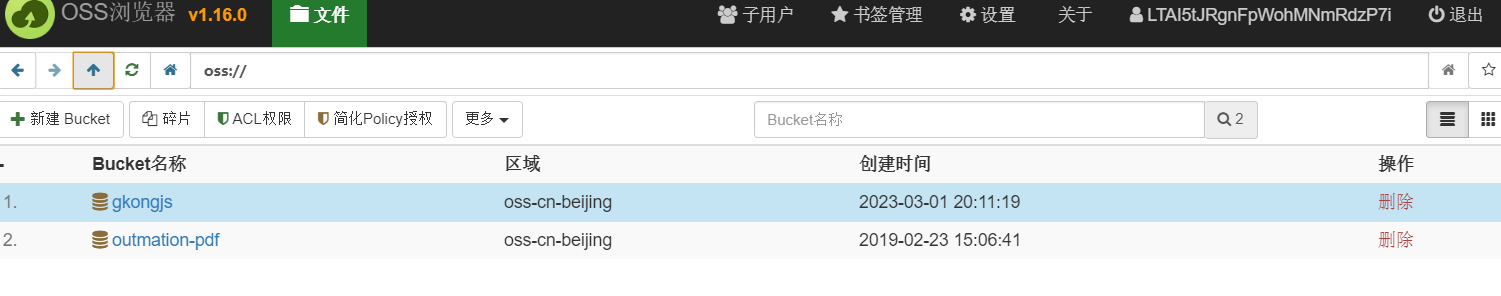 OSS浏览器 v1.16.0 文件 子用户 书签管理 设置 关于 LTAI5tJRgnFpWohMNmRdzP7i 退出
oss://
新建 Bucket 碎片 ACL权限 简化Policy授权 更多 Bucket名称 2
Bucket名称 区域 创建时间 操作
1. gkongjs oss-cn-beijing 2023-03-01 20:11:19 删除
2. outmation-pdf oss-cn-beijing 2019-02-23 15:06:41 删除